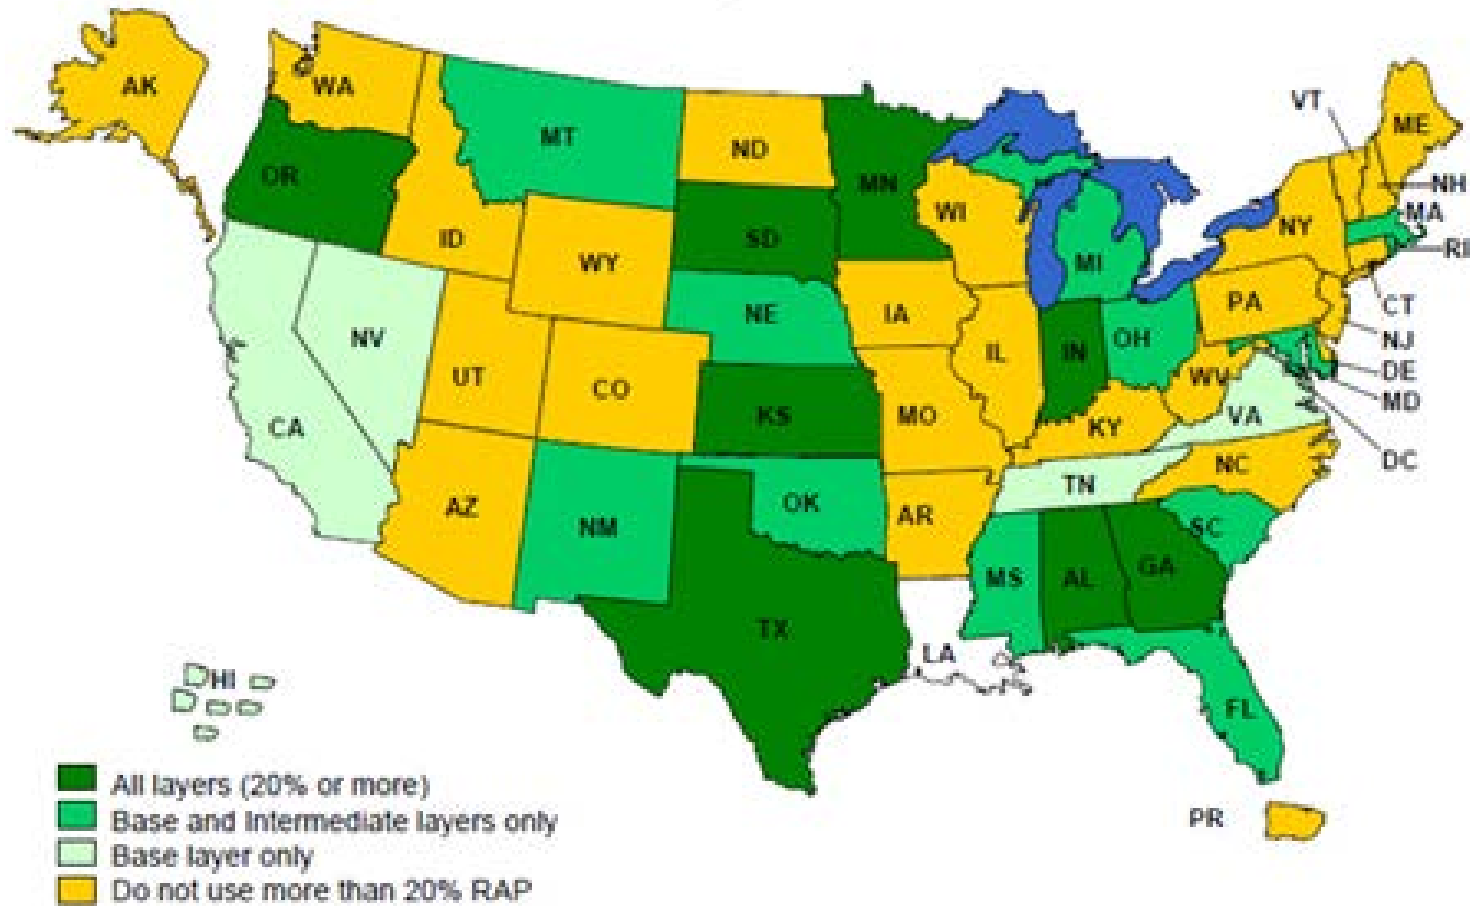 AK
WA
MT
ND
MN
VT
ME
OR
NH
ID
SD
WI
NY
MA
RI
WY
MI
NV
NE
IA
PA
CT
UT
CO
IL
IN
OH
NJ
CA
KS
MO
WV
DE
MD
KY
VA
DC
AZ
NM
OK
AR
TN
NC
SC
MS
AL
GA
TX
LA
HI
FL
PR
All layers (20% or more)
Base and Intermediate layers only
Base layer only
Do not use more than 20% RAP